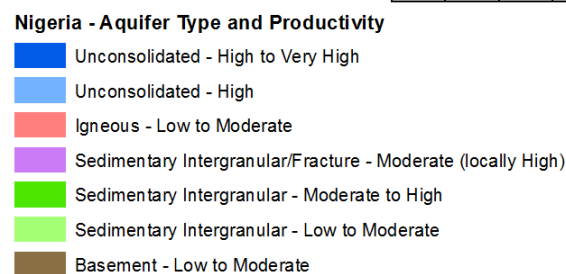 Nigeria - Aquifer Type and Productivity
Unconsolidated - High to Very High
Unconsolidated - High
Igneous - Low to Moderate
Sedimentary Intergranular/Fracture - Moderate (locally High)
Sedimentary Intergranular - Moderate to High
Sedimentary Intergranular - Low to Moderate
Basement - Low to Moderate